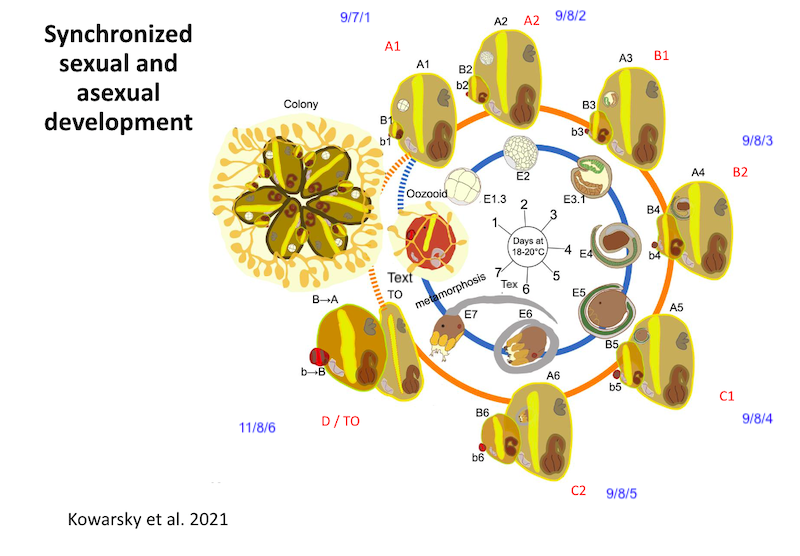 Synchronized
sexual and
asexual
development
9/7/1
9/8/2
A2
A2
A1
A1
B1
A3
B2
b2
Colony
B1
b1
B3
b3
9/8/3
A4
B2
E2
Oozooid
E1.3
E3.1
B4
b4
1
2
3
4
5
6
7
Days at
18-20°C
E4
Text
Tex
metamorphosis
TO
B→A
b→B
E7
E6
E5
B5
b5
A5
A6
C1
9/8/4
B6
b6
11/8/6
D / TO
C2
9/8/5
Kowarsky et al. 2021